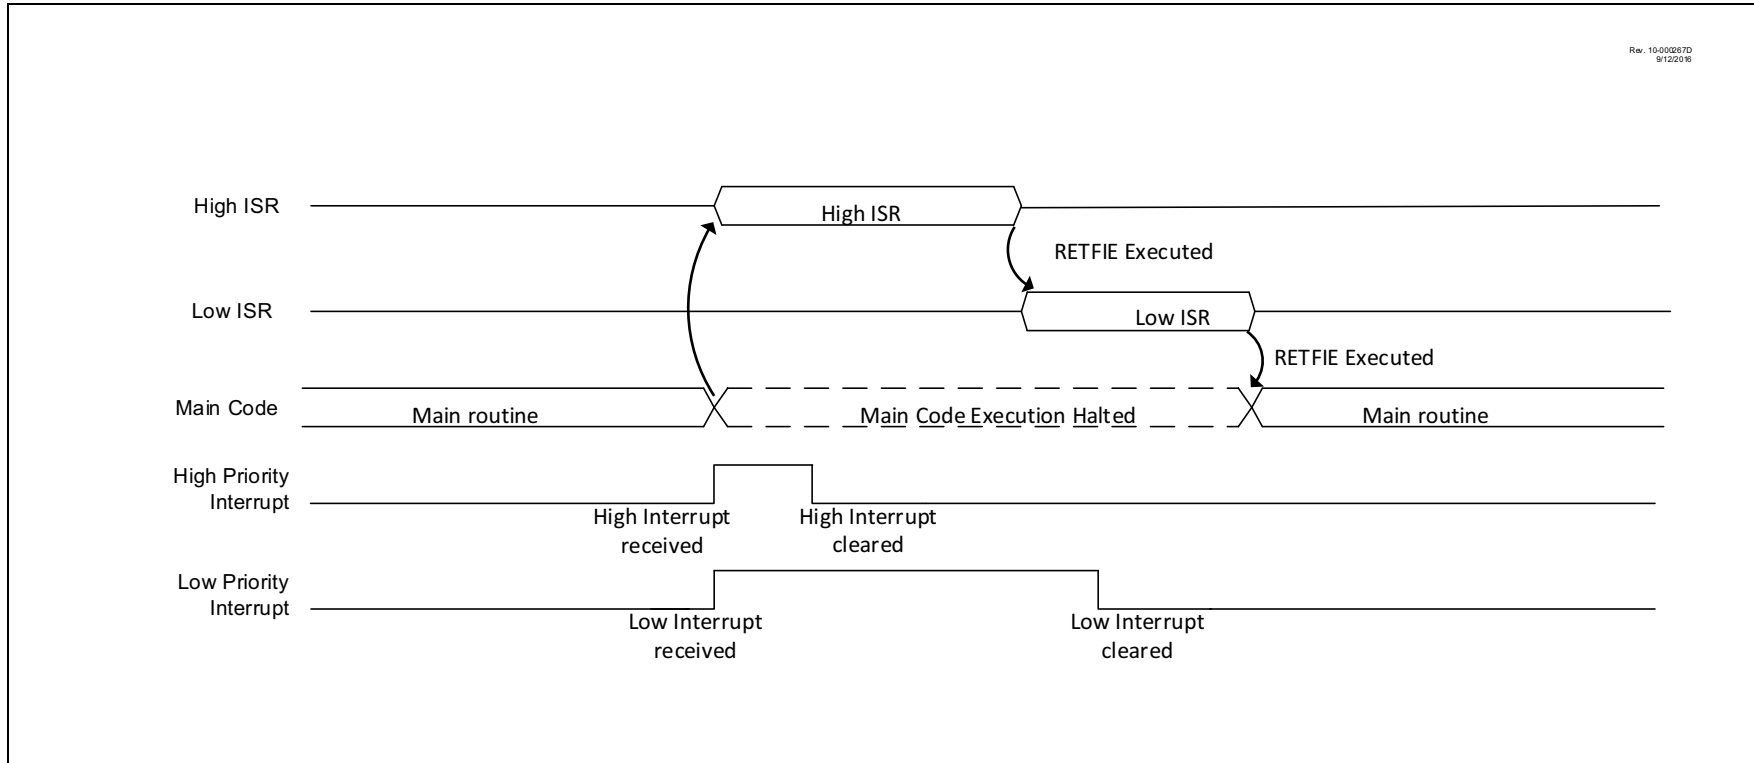 Rev. 10-000267D
9/12/2016
High ISR
High ISR
RETFIE Executed
Low ISR
Low ISR
RETFIE Executed
Main Code
Main routine
Main Code Execution Halted
Main routine
High Priority
Interrupt
High Interrupt
received
High Interrupt
cleared
Low Priority
Interrupt
Low Interrupt
received
Low Interrupt
cleared